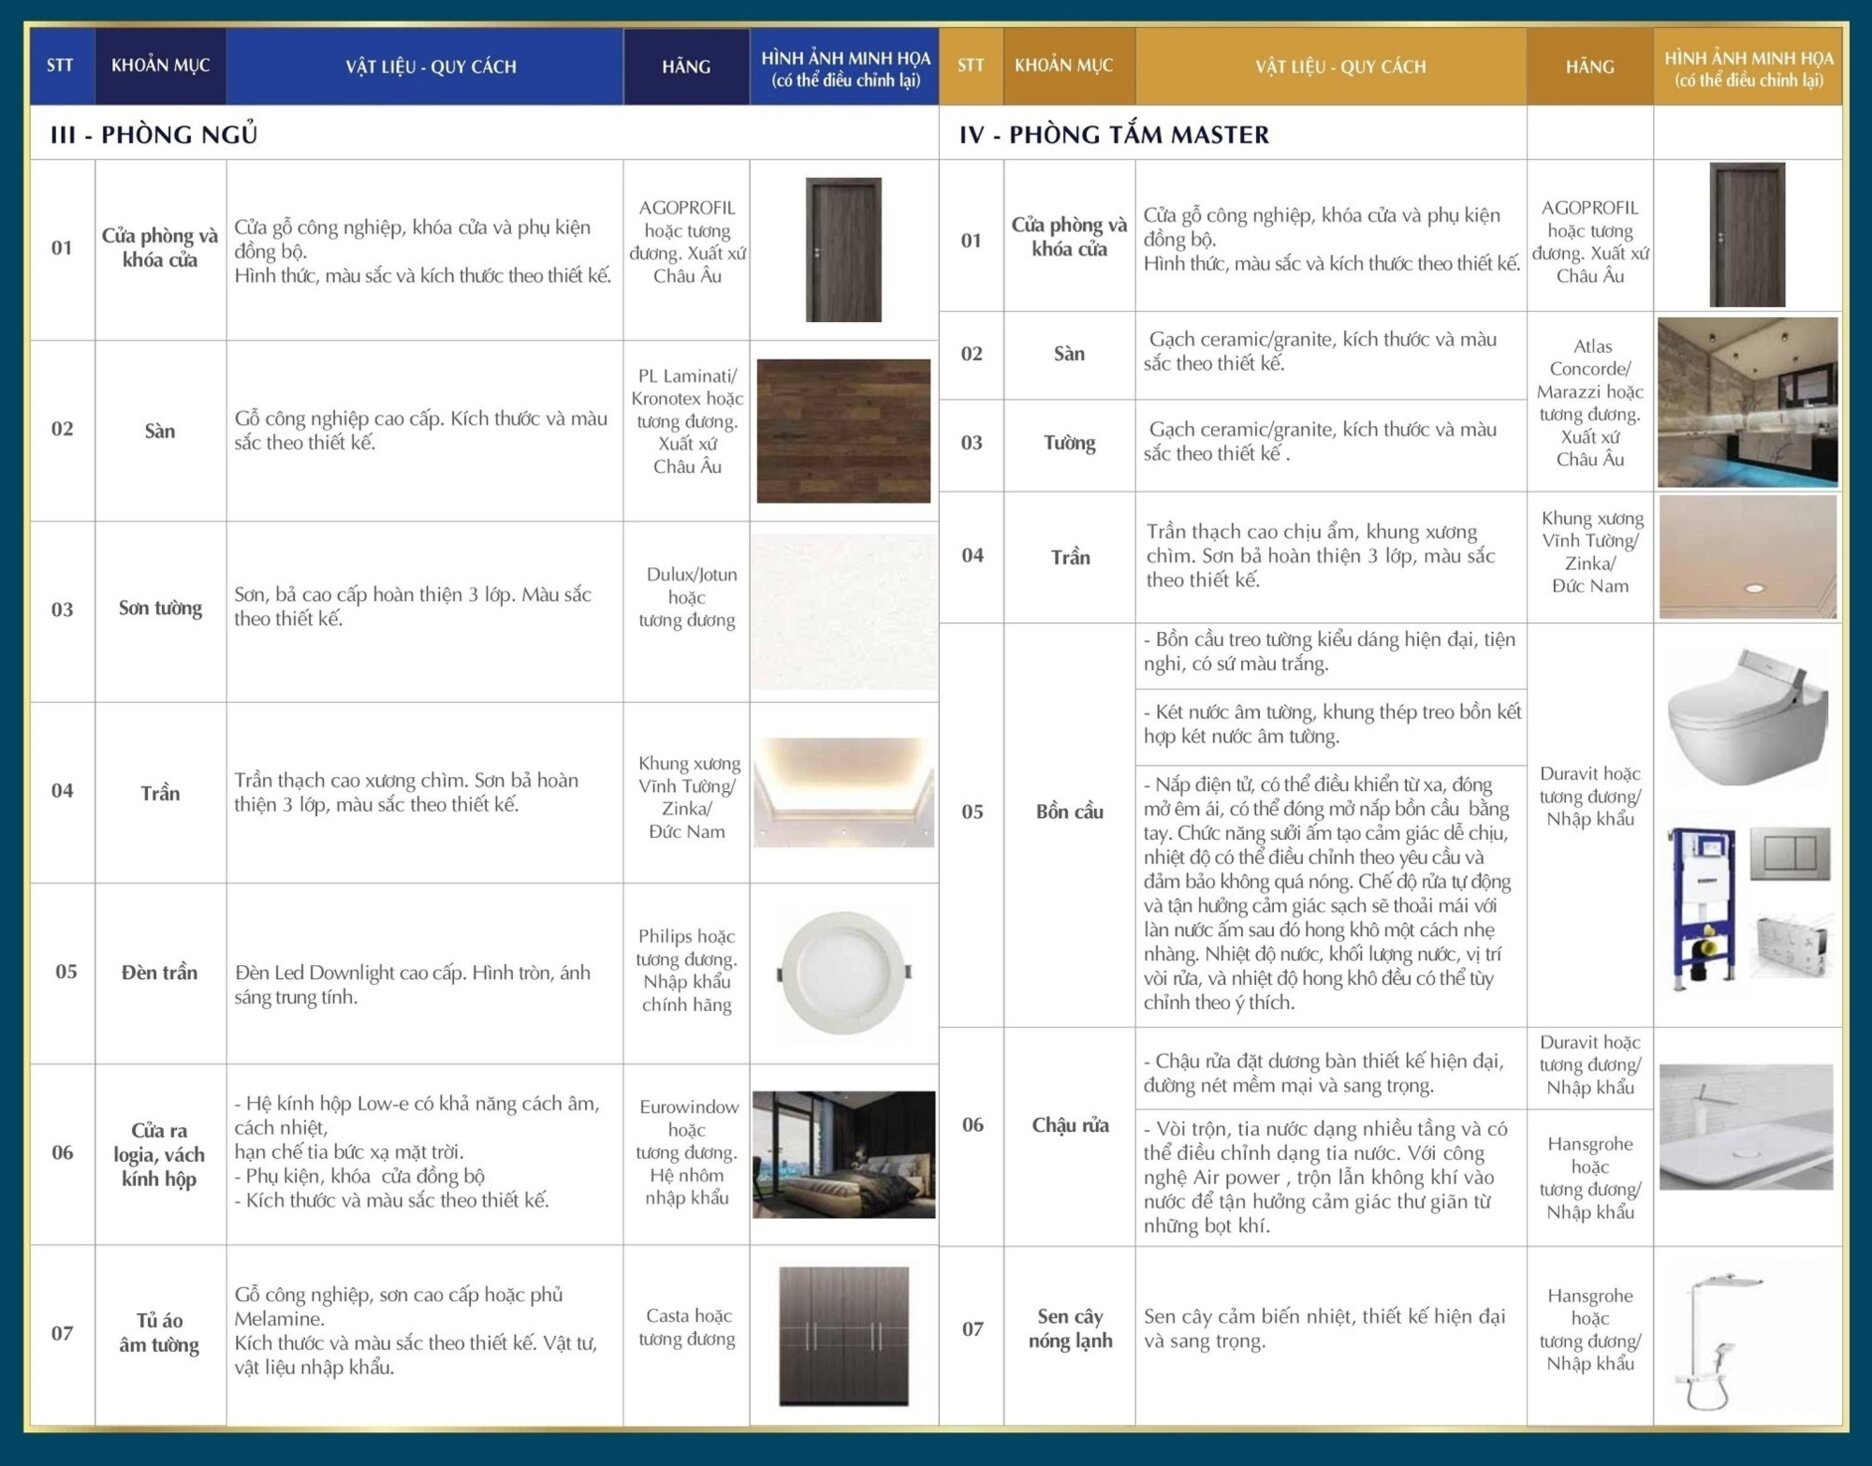 STT
KHOẢN MỤC
VẬT LIỆU - QUY CÁCH
HÃNG
HÌNH ẢNH MINH HỌA
(có thể điều chỉnh lại)
III - PHÒNG NGỦ
01
Cửa phòng và
khóa cửa
Cửa gỗ công nghiệp, khóa cửa và phụ kiện
đồng bộ.
Hình thức, màu sắc và kích thước theo thiết kế.
AGOPROFIL
hoặc tương
đương. Xuất xứ
Châu Âu
02
Sàn
Gỗ công nghiệp cao cấp. Kích thước và màu
sắc theo thiết kế.
PL Laminati/
Kronotex hoặc
tương đương.
Xuất xứ
Châu Âu
03
Sơn tường
Sơn, bả cao cấp hoàn thiện 3 lớp. Màu sắc
theo thiết kế.
Dulux/Jotun
hoặc
tương đương
04
Trần
Trần thạch cao xương chìm. Sơn bả hoàn
thiện 3 lớp, màu sắc theo thiết kế.
Khung xương
Vĩnh Tường/
Zinka/
Đức Nam
05
Đèn trần
Đèn Led Downlight cao cấp. Hình tròn, ánh
sáng trung tính.
Philips hoặc
tương đương.
Nhập khẩu
chính hãng
06
Cửa ra
logia, vách
kính hộp
- Hệ kính hộp Low-e có khả năng cách âm,
cách nhiệt,
hạn chế tia bức xạ mặt trời.
- Phụ kiện, khóa cửa đồng bộ
- Kích thước và màu sắc theo thiết kế.
Eurowindow
hoặc
tương đương.
Hệ nhôm
nhập khẩu
07
Tủ áo
âm tường
Gỗ công nghiệp, sơn cao cấp hoặc phủ
Melamine.
Kích thước và màu sắc theo thiết kế. Vật tư,
vật liệu nhập khẩu.
Casta hoặc
tương đương
STT
KHOẢN MỤC
VẬT LIỆU - QUY CÁCH
HÃNG
HÌNH ẢNH MINH HỌA
(có thể điều chỉnh lại)
IV - PHÒNG TẮM MASTER
01
Cửa phòng và
khóa cửa
Cửa gỗ công nghiệp, khóa cửa và phụ kiện
đồng bộ.
Hình thức, màu sắc và kích thước theo thiết kế.
AGOPROFIL
hoặc tương
đương. Xuất xứ
Châu Âu
02
Sàn
Gạch ceramic/granite, kích thước và màu
sắc theo thiết kế.
Atlas
Concorde/
Marazzi hoặc
tương đương.
Xuất xứ
Châu Âu
03
Tường
Gạch ceramic/granite, kích thước và màu
sắc theo thiết kế .
04
Trần
Trần thạch cao chịu ẩm, khung xương
chìm. Sơn bả hoàn thiện 3 lớp, màu sắc
theo thiết kế.
Khung xương
Vĩnh Tường/
Zinka/
Đức Nam
05
Bồn cầu
- Bồn cầu treo tường kiểu dáng hiện đại, tiện
nghi, có sứ màu trắng.
- Két nước âm tường, khung thép treo bồn kết
hợp két nước âm tường.
- Nắp điện tử, có thể điều khiển từ xa, đóng
mở êm ái, có thể đóng mở nắp bồn cầu bằng
tay. Chức năng sưởi ấm tạo cảm giác dễ chịu,
nhiệt độ có thể điều chỉnh theo yêu cầu và
đảm bảo không quá nóng. Chế độ rửa tự động
và tận hưởng cảm giác sạch sẽ thoải mái với
làn nước ấm sau đó hong khô một cách nhẹ
nhàng. Nhiệt độ nước, khối lượng nước, vị trí
vòi rửa, và nhiệt độ hong khô đều có thể tùy
chỉnh theo ý thích.
Duravit hoặc
tương đương/
Nhập khẩu
06
Chậu rửa
- Chậu rửa đặt dương bàn thiết kế hiện đại,
đường nét mềm mại và sang trọng.
Duravit hoặc
tương đương/
Nhập khẩu
- Vòi trộn, tia nước dạng nhiều tầng và có
thể điều chỉnh dạng tia nước. Với công
nghệ Air power , trộn lẫn không khí vào
nước để tận hưởng cảm giác thư giãn từ
những bọt khí.
Hansgrohe
hoặc
tương đương/
Nhập khẩu
07
Sen cây
nóng lạnh
Sen cây cảm biến nhiệt, thiết kế hiện đại
và sang trọng.
Hansgrohe
hoặc
tương đương/
Nhập khẩu